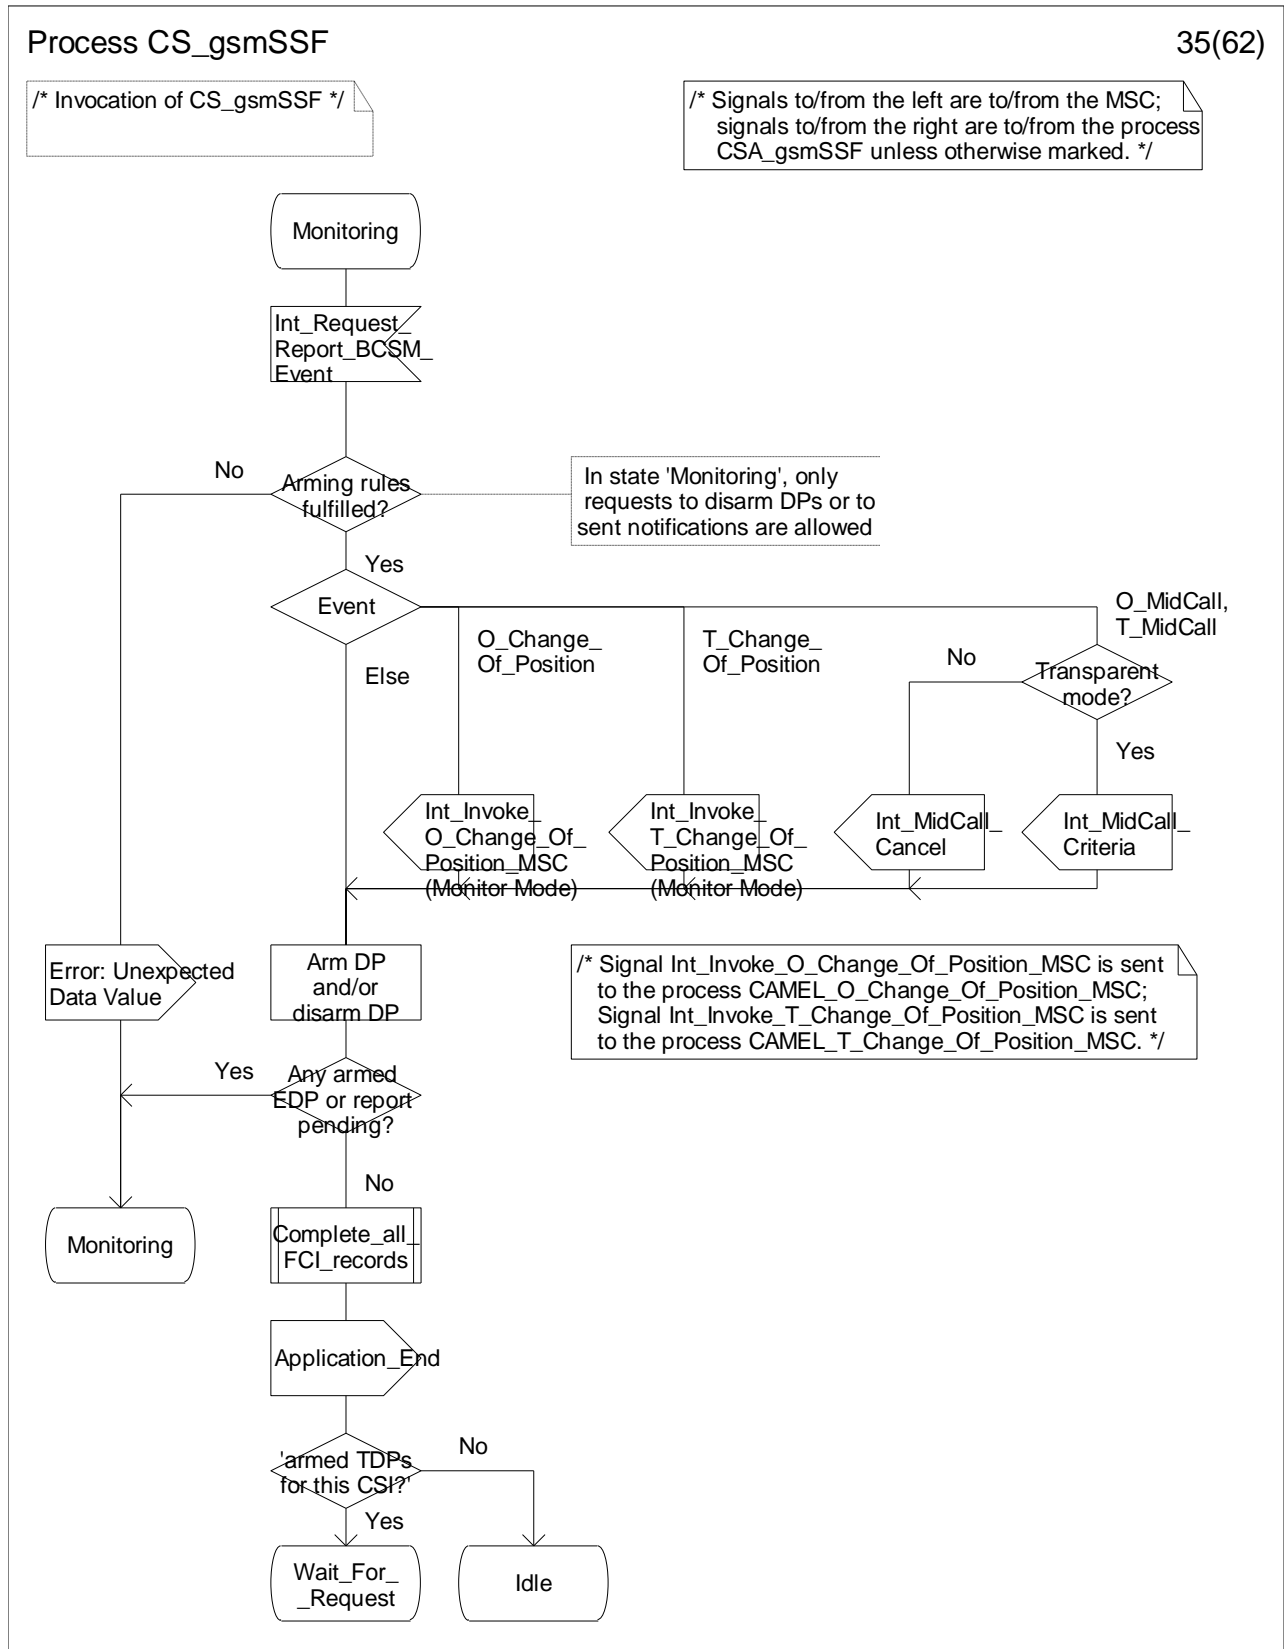 Process CS_gsmSSF
35(62)
/* Invocation of CS_gsmSSF */
/* Signals to/from the left are to/from the MSC;
signals to/from the right are to/from the process
CSA_gsmSSF unless otherwise marked. */
Monitoring
Int_Request_
Report_BCSM_
Event
No
Arming rules
fulfilled?
In state 'Monitoring', only
requests to disarm DPs or to
sent notifications are allowed
Yes
Event
O_MidCall,
T_MidCall
O_Change_
Of_Position
T_Change_
Of_Position
Else
No
Transparent
mode?
Yes
Int_Invoke_
O_Change_Of_
Position_MSC
(Monitor Mode)
Int_Invoke_
T_Change_Of_
Position_MSC
(Monitor Mode)
Int_MidCall_
Cancel
Int_MidCall_
Criteria
Error: Unexpected
Data Value
Arm DP
and/or
disarm DP
/* Signal Int_Invoke_O_Change_Of_Position_MSC is sent
to the process CAMEL_O_Change_Of_Position_MSC;
Signal Int_Invoke_T_Change_Of_Position_MSC is sent
to the process CAMEL_T_Change_Of_Position_MSC. */
Yes
Any armed
EDP or report
pending?
No
Monitoring
Complete_all_
FCI_records
Application_End
'armed TDPs
for this CSI?'
No
Yes
Wait_For_
_Request
Idle